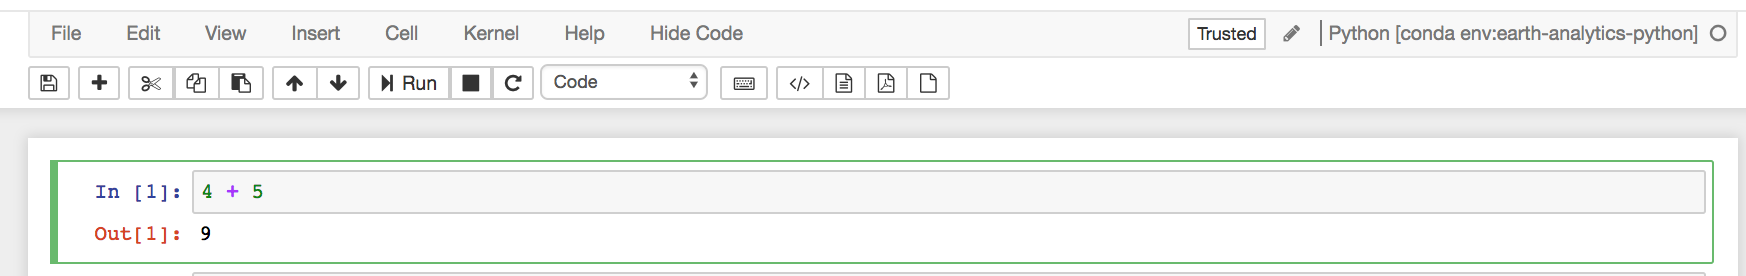 File Edit View Insert Cell Kernel Help Hide Code Trusted Python [conda env:earth-analytics-python]
Run Code </>
In [1]: 4 + 5
Out[1]: 9